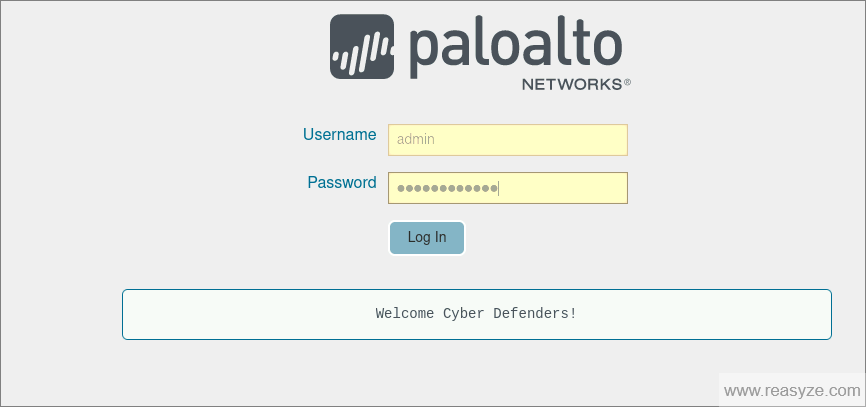 paloalto
NETWORKS®
Username
admin
Password
●●●●●●●●●●●●
Log In
Welcome Cyber Defenders!
www.reasyze.com